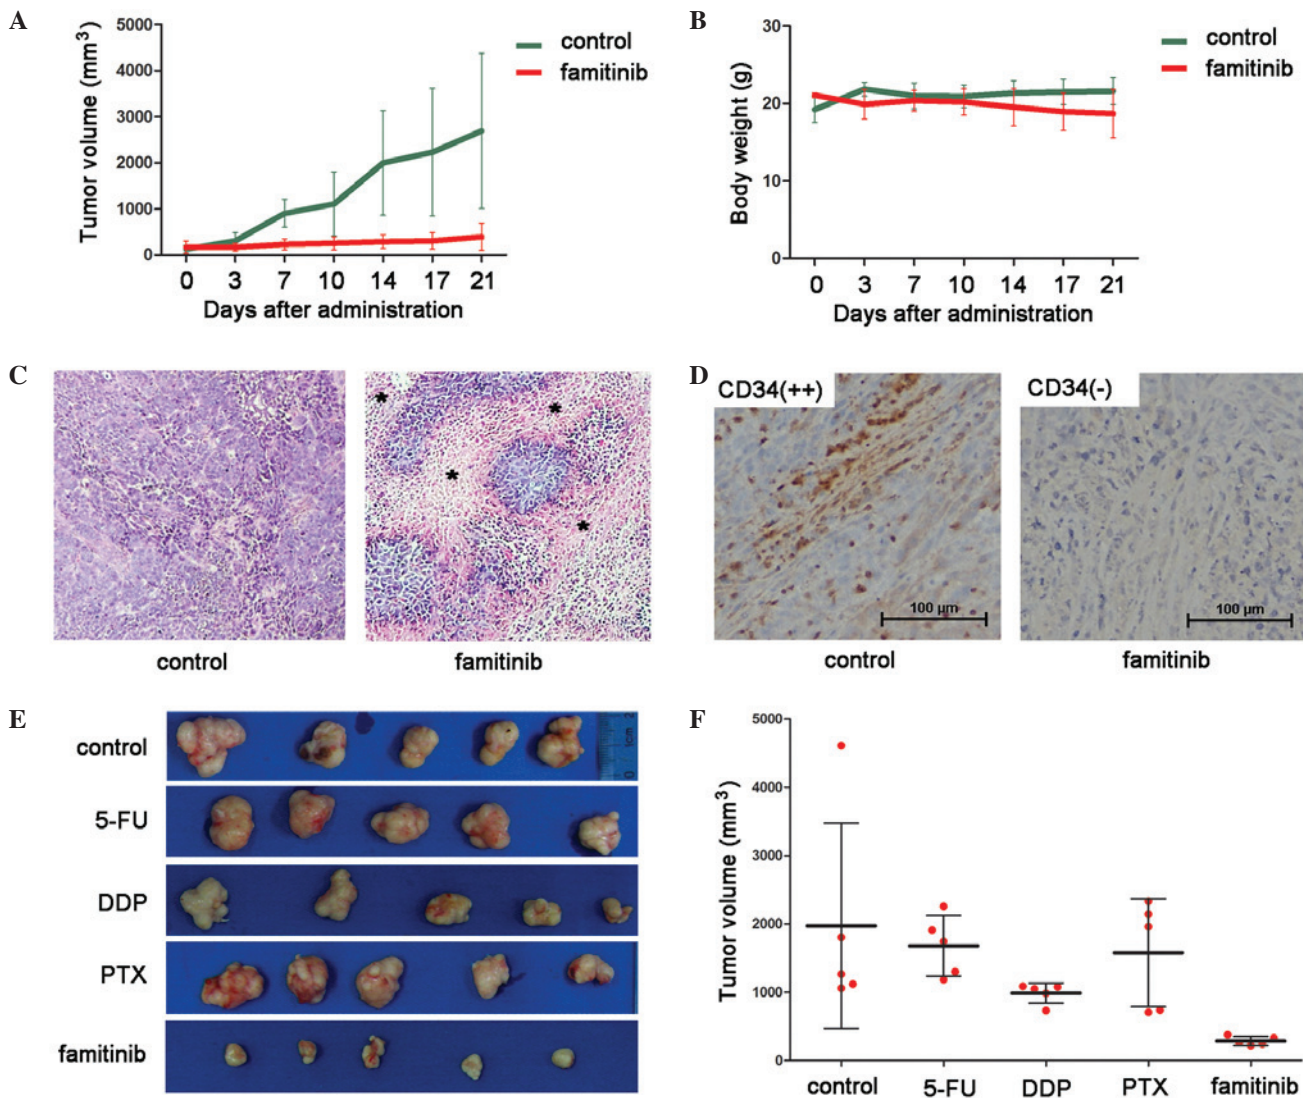 A
Tumor volume (mm³)
5000
4000
3000
2000
1000
0
0 3 7 10 14 17 21
Days after administration
control
famitinib
B
Body weight (g)
30
20
10
0
0 3 7 10 14 17 21
Days after administration
control
famitinib
C
*
*
*
*
control
famitinib
D
CD34(++)
100 µm
control
CD34(-)
100 µm
famitinib
E
control
5-FU
DDP
PTX
famitinib
0 1cm 2
F
Tumor volume (mm³)
5000
4000
3000
2000
1000
0
control 5-FU DDP PTX famitinib